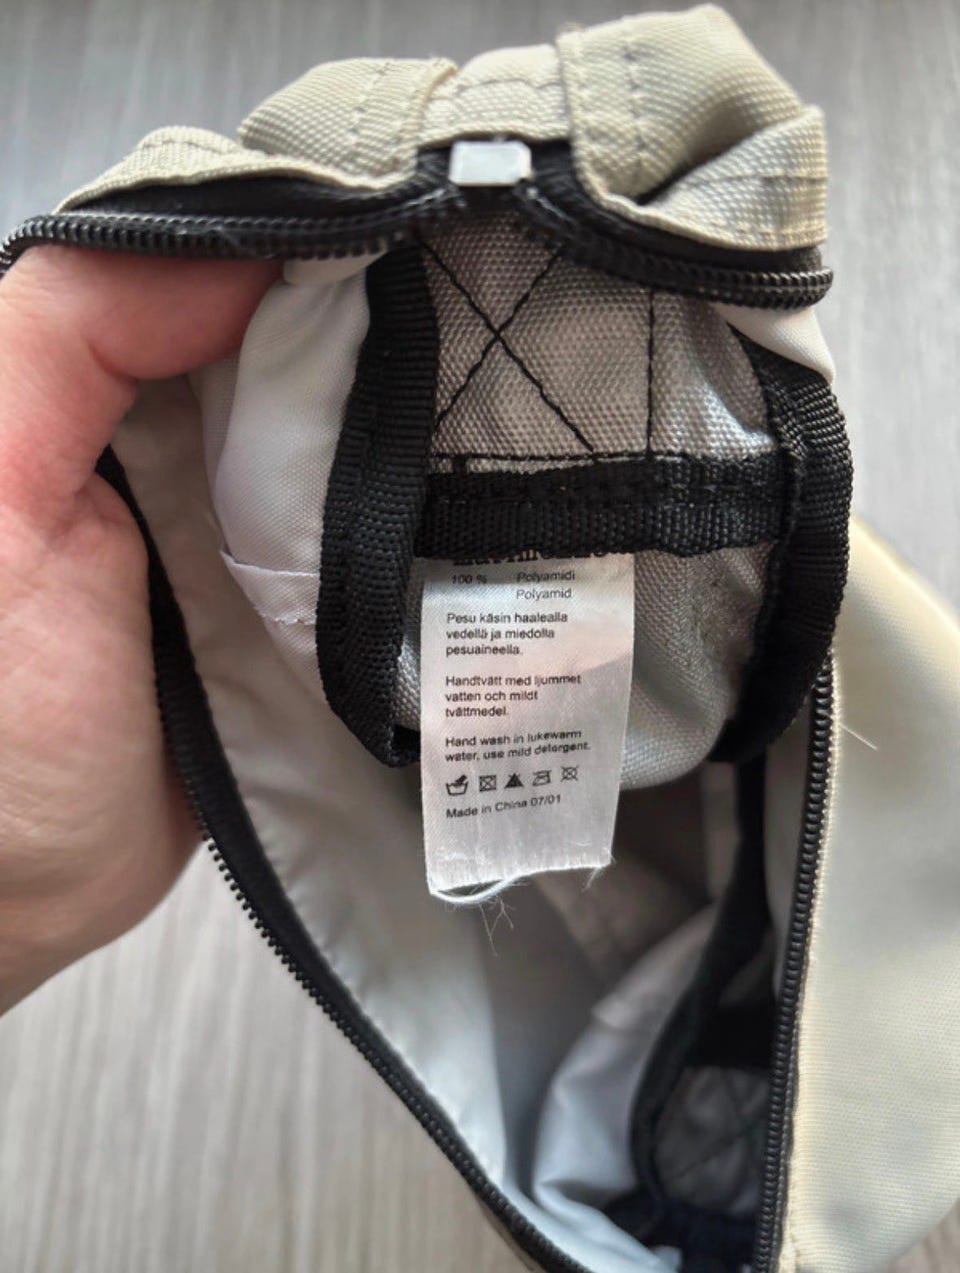 100 % Polyamidi
Polyamid
Pesu käsin haalealla
vedellä ja miedolla
pesuaineella.
Handtvätt med ljummet
vatten och mildt
tvättmedel.
Hand wash in lukewarm
water, use mild detergent.
Made in China 07/01